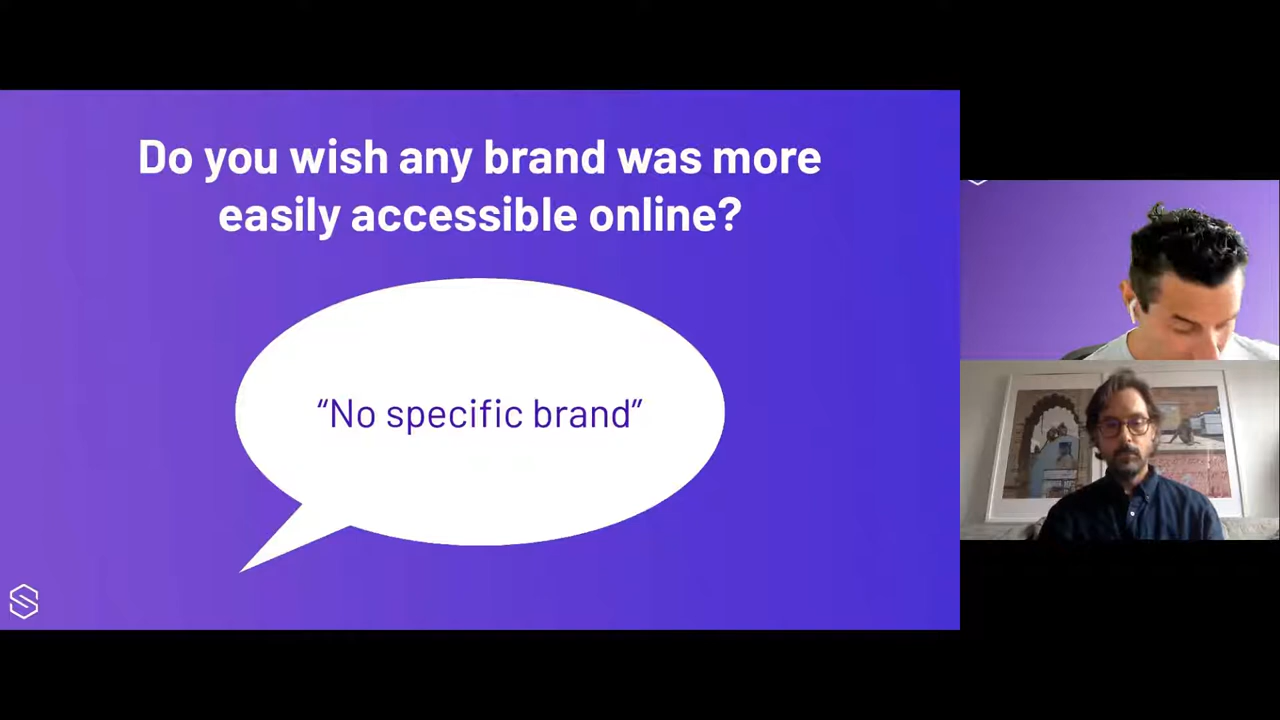 Do you wish any brand was more
easily accessible online?
“No specific brand”